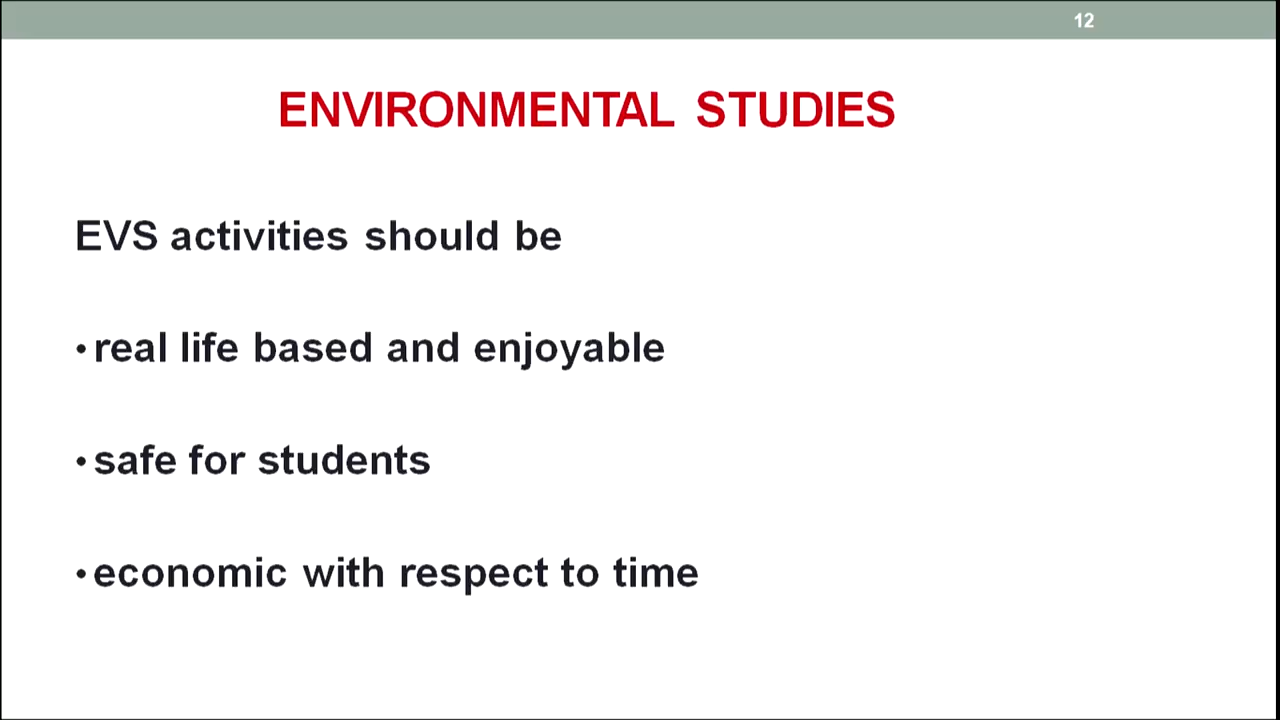 12
ENVIRONMENTAL STUDIES
EVS activities should be
• real life based and enjoyable
• safe for students
• economic with respect to time